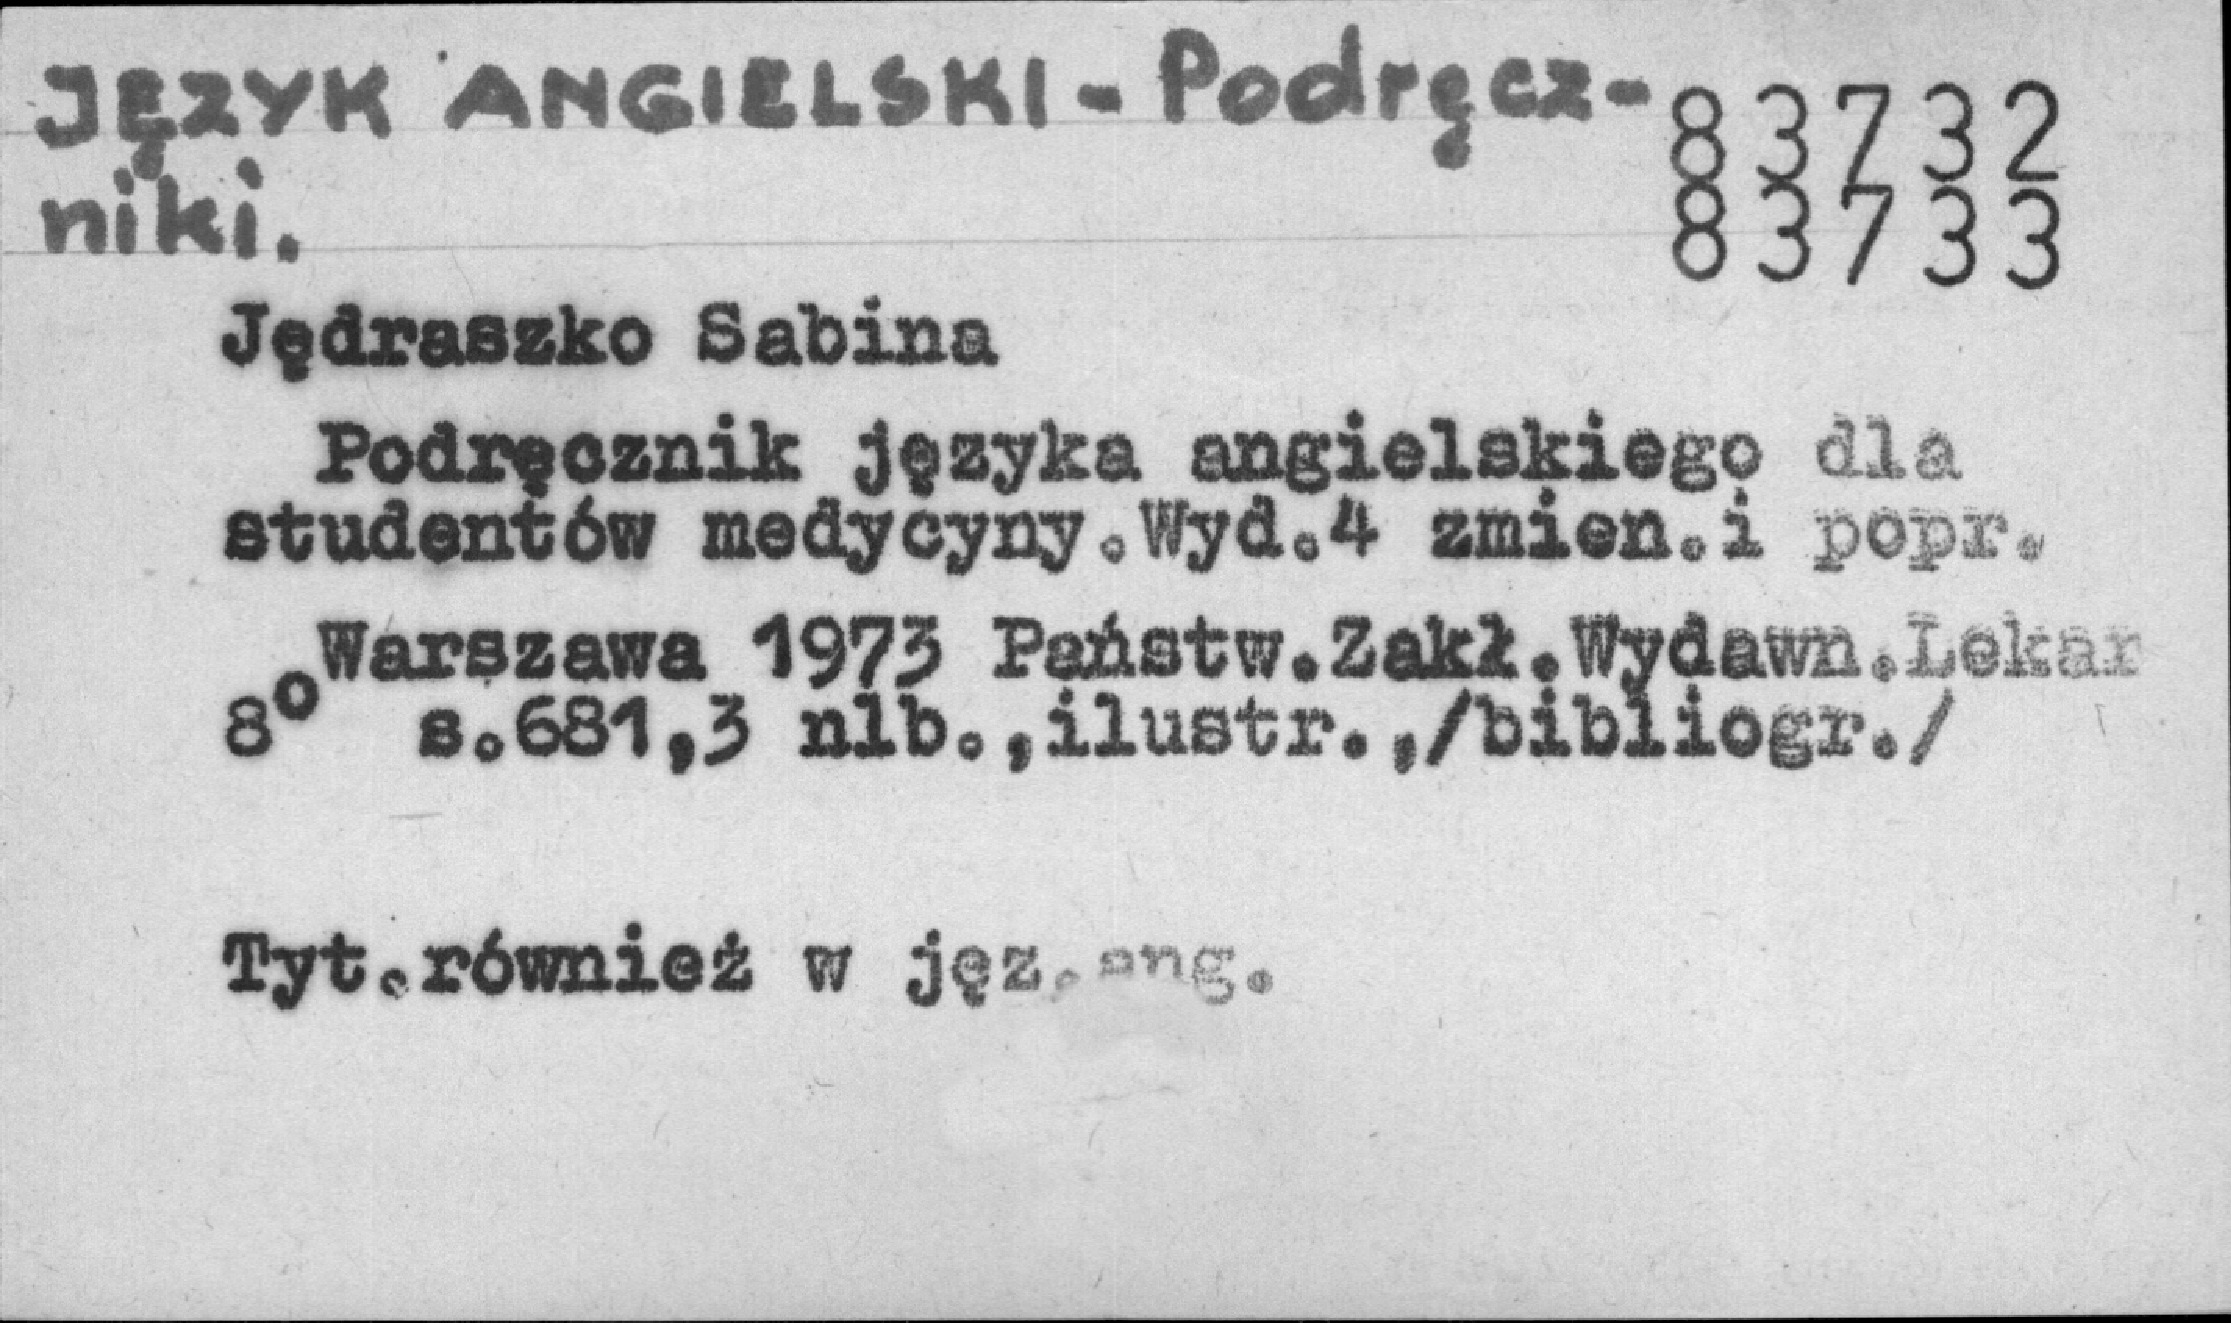 JĘZYK ANGIELSKI - Podręcz-
niki.
83732
83733
Jędraszko Sabina
Podręcznik języka angielskiego dla
studentów medycyny.Wyd.4 zmien.i popr.
Warszawa 1973 Państw.Zakł.Wydawn.Lekar
8° s.681,3 nlb.,ilustr.,/bibliogr./
Tyt.również w jęz.ang.